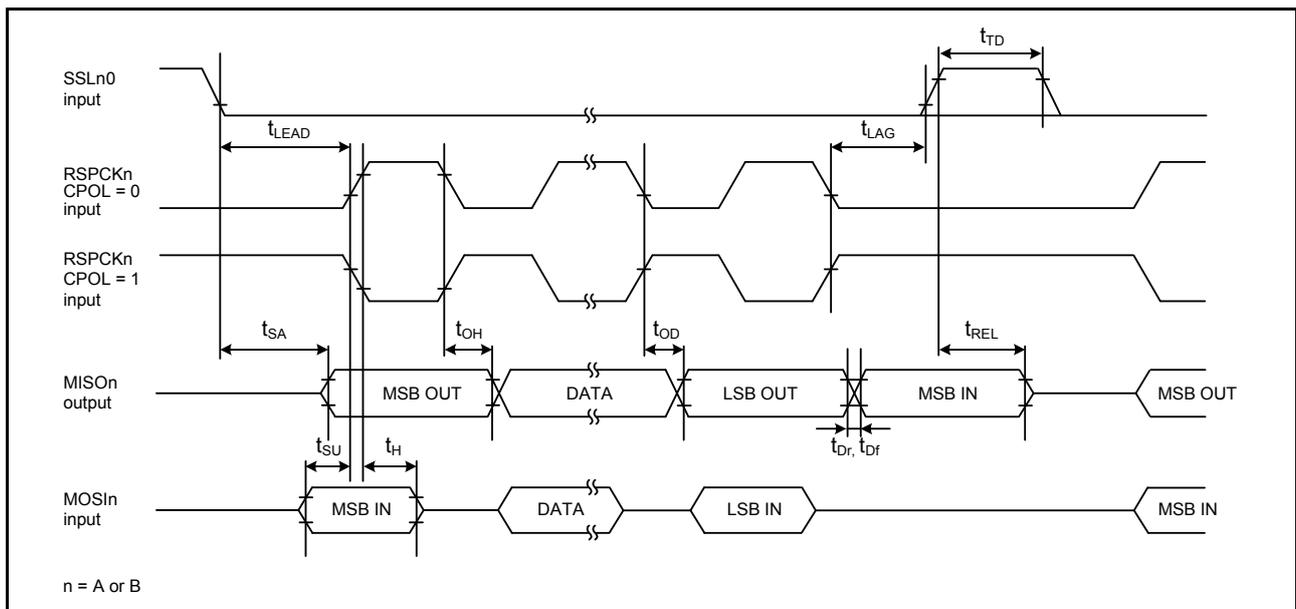 tTD
SSLn0
input
tLEAD
tLAG
RSPCKn
CPOL = 0
input
RSPCKn
CPOL = 1
input
tSA
tOH
tOD
tREL
MISOn
output
MSB OUT
DATA
LSB OUT
MSB IN
MSB OUT
tSU
tH
tDr, tDf
MOSIn
input
MSB IN
DATA
LSB IN
MSB IN
n = A or B